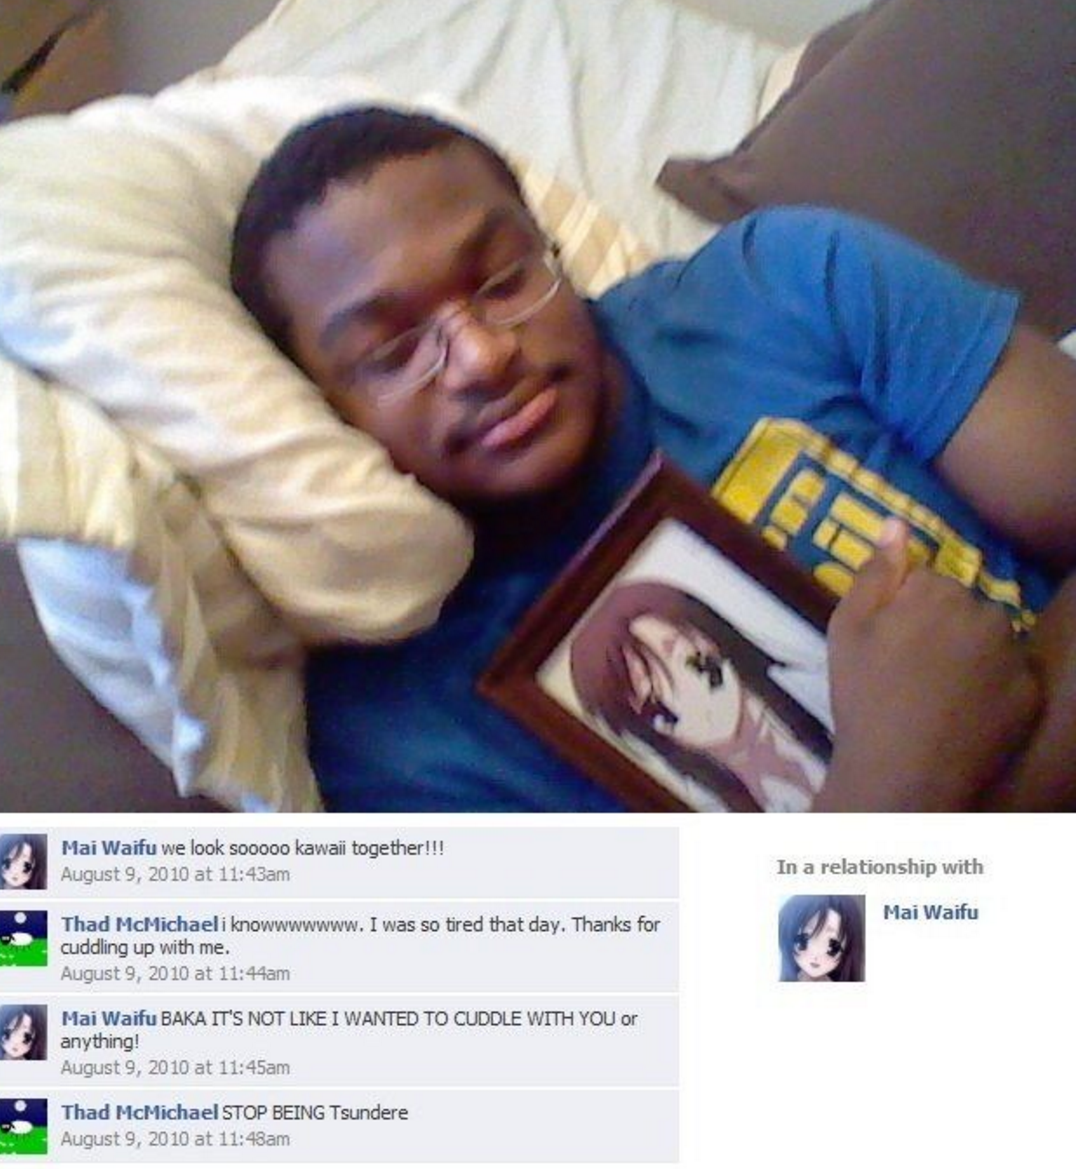 Mai Waifu we look sooooo kawaii together!!!
August 9, 2010 at 11:43am
Thad McMichael i knowwwwwwww. I was so tired that day. Thanks for
cuddling up with me.
August 9, 2010 at 11:44am
Mai Waifu BAKA IT'S NOT LIKE I WANTED TO CUDDLE WITH YOU or
anything!
August 9, 2010 at 11:45am
Thad McMichael STOP BEING Tsundere
August 9, 2010 at 11:48am
In a relationship with
Mai Waifu